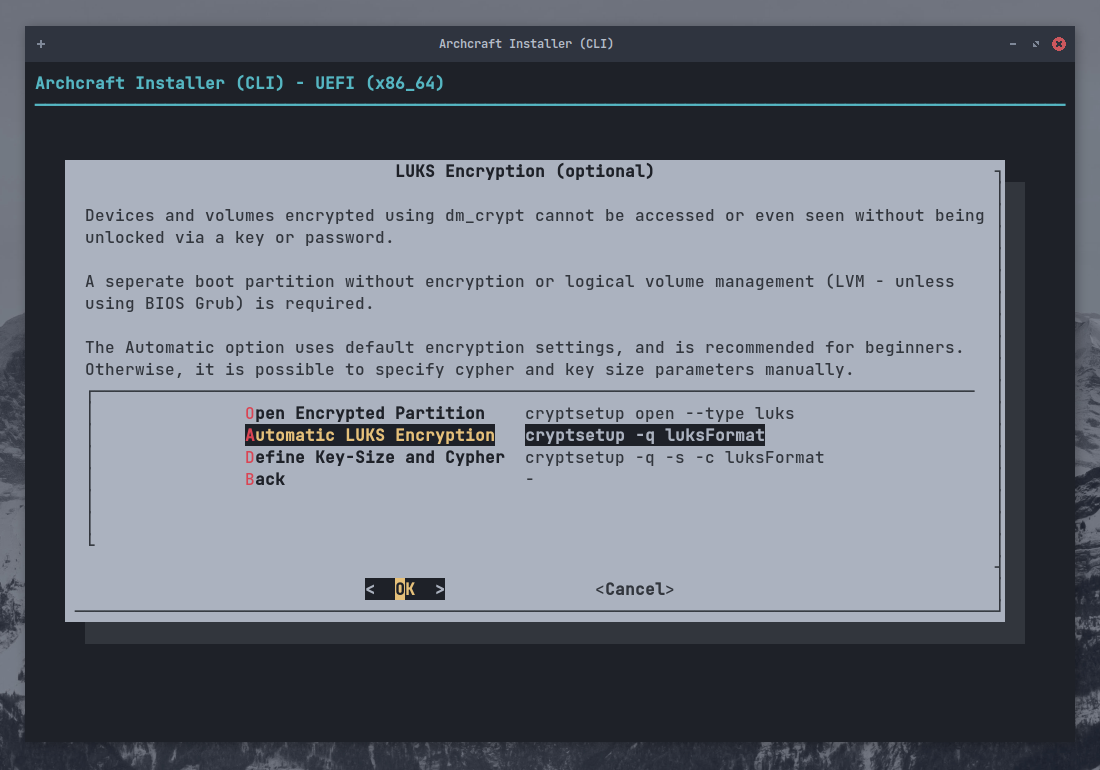 Archcraft Installer (CLI)
Archcraft Installer (CLI) - UEFI (x86_64)
LUKS Encryption (optional)
Devices and volumes encrypted using dm_crypt cannot be accessed or even seen without being
unlocked via a key or password.
A seperate boot partition without encryption or logical volume management (LVM - unless
using BIOS Grub) is required.
The Automatic option uses default encryption settings, and is recommended for beginners.
Otherwise, it is possible to specify cypher and key size parameters manually.
Open Encrypted Partition cryptsetup open --type luks
Automatic LUKS Encryption cryptsetup -q luksFormat
Define Key-Size and Cypher cryptsetup -q -s -c luksFormat
Back -
< OK > <Cancel>